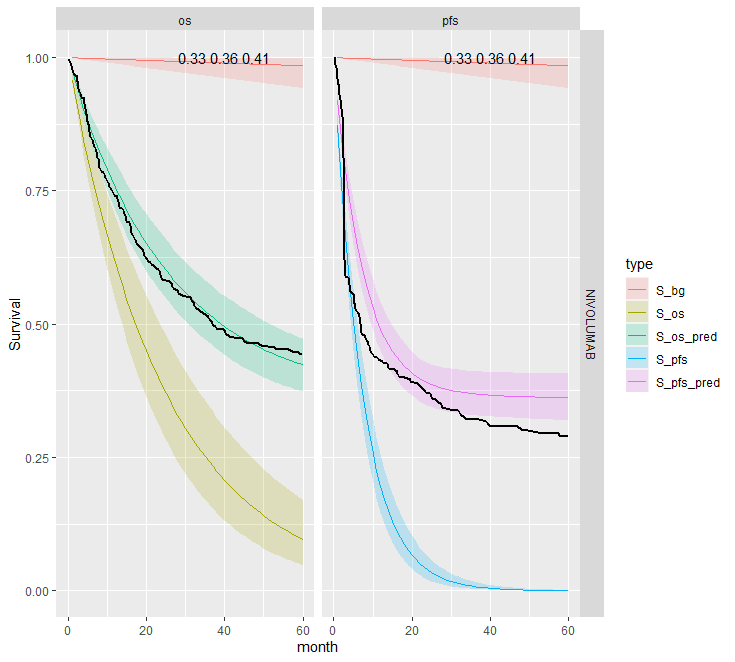 os
pfs
0.33 0.36 0.41
0.33 0.36 0.41
1.00
0.75
0.50
0.25
0.00
Survival
NIVOLUMAB
0
20
40
60
0
20
40
60
month
type
S_bg
S_os
S_os_pred
S_pfs
S_pfs_pred